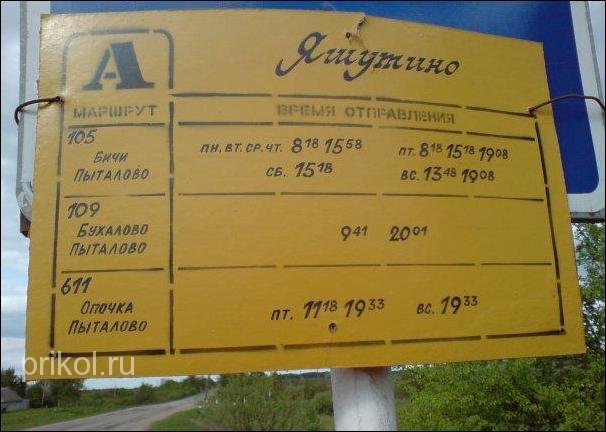 А
Яшутино
МАРШРУТ
ВРЕМЯ ОТПРАВЛЕНИЯ
105
БИЧИ
ПЫТАЛОВО
ПН. ВТ. СР. ЧТ. 8 18 15 58
ПТ. 8 18 15 18 19 08
СБ. 15 18
ВС. 13 48 19 08
109
БУХАЛОВО
ПЫТАЛОВО
9 41 20 01
611
ОПОЧКА
ПЫТАЛОВО
ПТ. 11 18 19 33 ВС. 19 33
prikol.ru